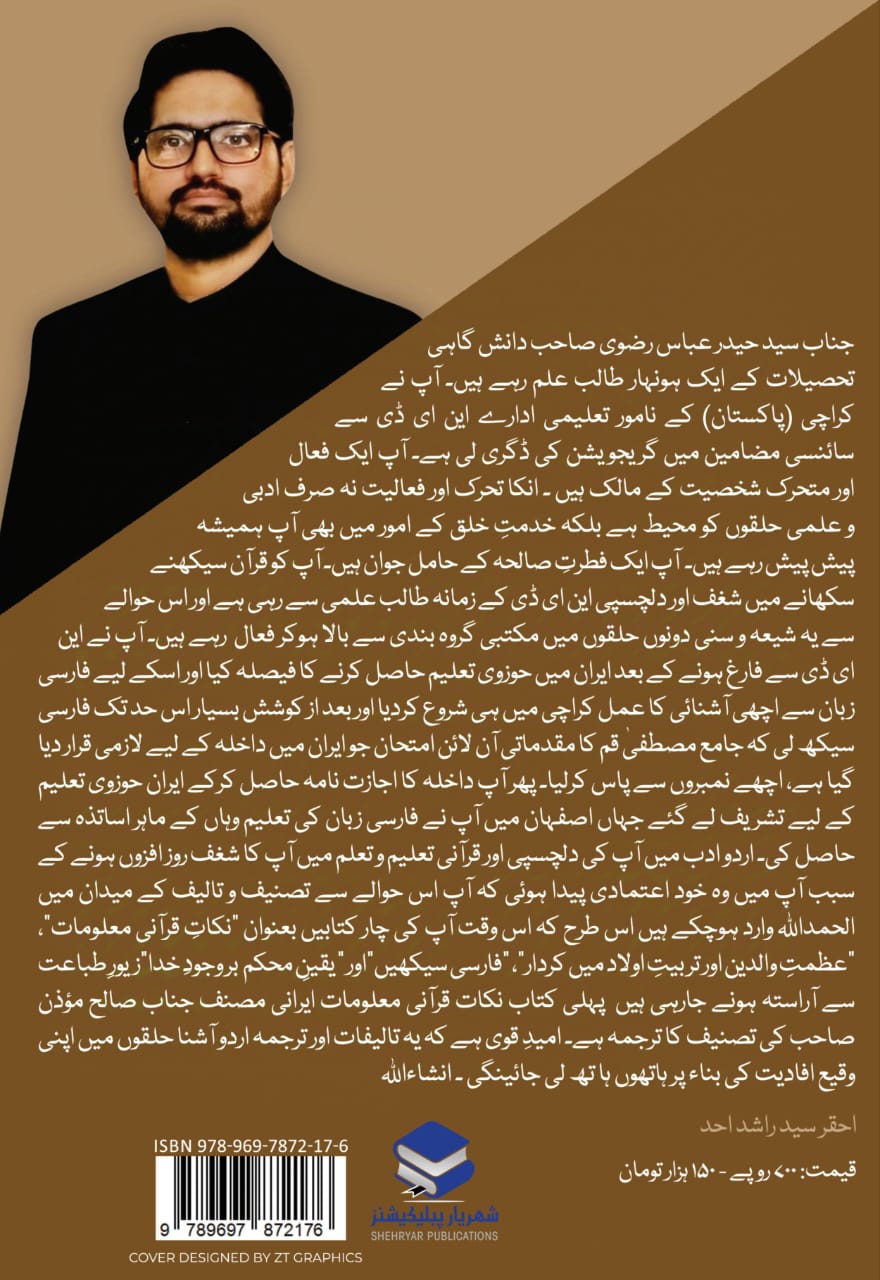 جناب سید حیدر عباس رضوی صاحب دانش گاہی
تحصیلات کے ایک ہونہار طالب علم رہے ہیں۔ آپ نے
کراچی (پاکستان) کے نامور تعلیمی ادارے این ای ڈی سے
سائنسی مضامین میں گریجویشن کی ڈگری لی ہے۔ آپ ایک فعال
اور متحرک شخصیت کے مالک ہیں ۔ انکا تحرک اور فعالیت نہ صرف ادبی
و علمی حلقوں کو محیط ہے بلکہ خدمتِ خلق کے امور میں بھی آپ ہمیشہ
پیش پیش رہے ہیں۔ آپ ایک فطرتِ صالحہ کے حامل جوان ہیں۔ آپ کو قرآن سیکھنے
سکھانے میں شغف اور دلچسپی این ای ڈی کے زمانہ طالب علمی سے رہی ہے اور اس حوالے
سے یہ شیعہ و سنی دونوں حلقوں میں مکتبی گروہ بندی سے بالا ہوکر فعال رہے ہیں۔ آپ نے این
ای ڈی سے فارغ ہونے کے بعد ایران میں حوزوی تعلیم حاصل کرنے کا فیصلہ کیا اور اسکے لیے فارسی
زبان سے اچھی آشنائی کا عمل کراچی میں ہی شروع کردیا اور بعد از کوشش بسیار اس حد تک فارسی
سیکھ لی کہ جامع مصطفیٰ قم کا مقدماتی آن لائن امتحان جو ایران میں داخلہ کے لیے لازمی قرار دیا
گیا ہے، اچھے نمبروں سے پاس کرلیا۔ پھر آپ داخلہ کا اجازت نامہ حاصل کرکے ایران حوزوی تعلیم
کے لیے تشریف لے گئے جہاں اصفہان میں آپ نے فارسی زبان کی تعلیم وہاں کے ماہر اساتذہ سے
حاصل کی۔ اردو ادب میں آپ کی دلچسپی اور قرآنی تعلیم و تعلم میں آپ کا شغف روز افزوں ہونے کے
سبب آپ میں وہ خود اعتمادی پیدا ہوئی کہ آپ اس حوالے سے تصنیف و تالیف کے میدان میں
الحمداللہ وارد ہوچکے ہیں اس طرح کہ اس وقت آپ کی چار کتابیں بعنوان "نکاتِ قرآنی معلومات"،
"عظمتِ والدین اور تربیتِ اولاد میں کردار"، "فارسی سیکھیں" اور "یقینِ محکم بر وجودِ خدا" زیورِ طباعت
سے آراستہ ہونے جارہی ہیں پہلی کتاب نکات قرآنی معلومات ایرانی مصنف جناب صالح مؤذن
صاحب کی تصنیف کا ترجمہ ہے۔ امیدِ قوی ہے کہ یہ تالیفات اور ترجمہ اردو آشنا حلقوں میں اپنی
وقیع افادیت کی بناء پر ہاتھوں ہاتھ لی جائینگی ۔ انشاءاللہ
احقر سید راشد احد
قیمت: ۷۰۰ روپے - ۱۵۰ ہزار تومان
ISBN 978-969-7872-17-6
9 789697 872176
شہریار پبلیکیشنز
SHEHRYAR PUBLICATIONS
COVER DESIGNED BY ZT GRAPHICS